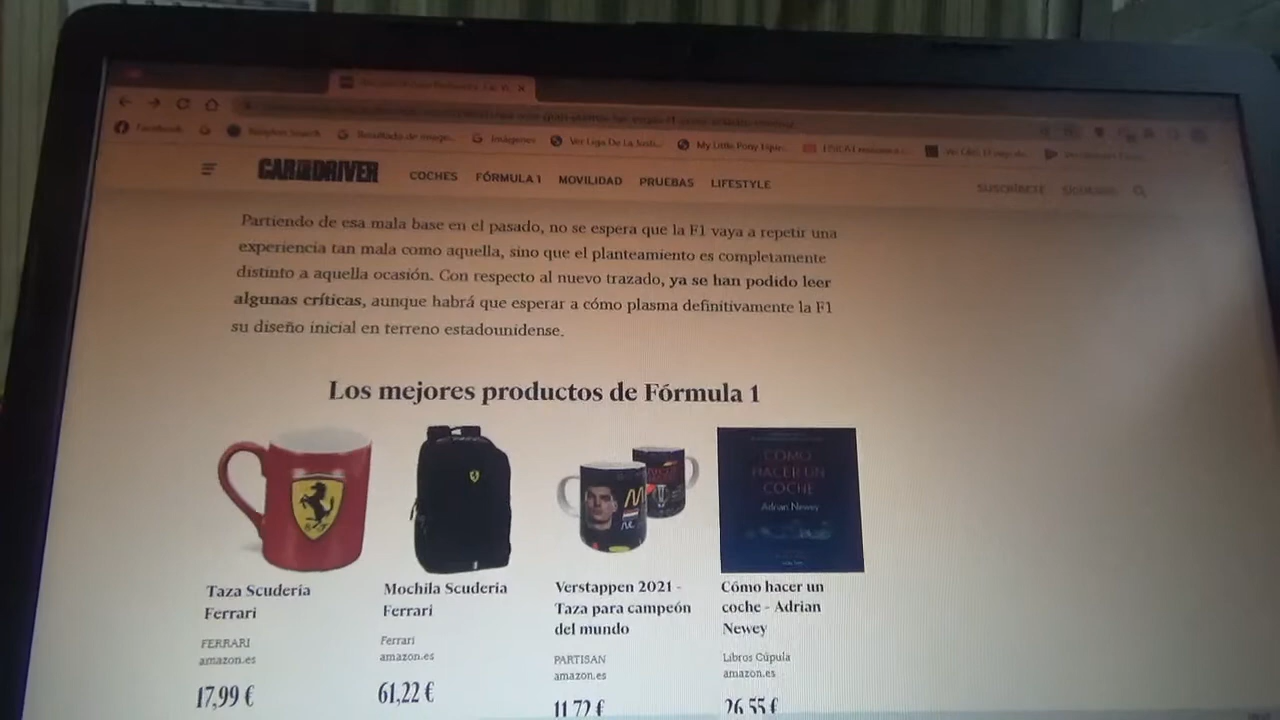 Facebook
Imágenes
Ver Liga De La Justi...
CAR AND DRIVER
COCHES FÓRMULA 1 MOVILIDAD PRUEBAS LIFESTYLE
SUSCRÍBETE
Partiendo de esa mala base en el pasado, no se espera que la F1 vaya a repetir una
experiencia tan mala como aquella, sino que el planteamiento es completamente
distinto a aquella ocasión. Con respecto al nuevo trazado, ya se han podido leer
algunas críticas, aunque habrá que esperar a cómo plasma definitivamente la F1
su diseño inicial en terreno estadounidense.
Los mejores productos de Fórmula 1
COMO
HACER UN
COCHE
Adrian Newey
Taza Scuderia
Ferrari
FERRARI
amazon.es
17,99 €
Mochila Scuderia
Ferrari
Ferrari
amazon.es
61,22 €
Verstappen 2021 -
Taza para campeón
del mundo
PARTISAN
amazon.es
11,72 €
Cómo hacer un
coche - Adrian
Newey
Libros Cúpula
amazon.es
26,55 €